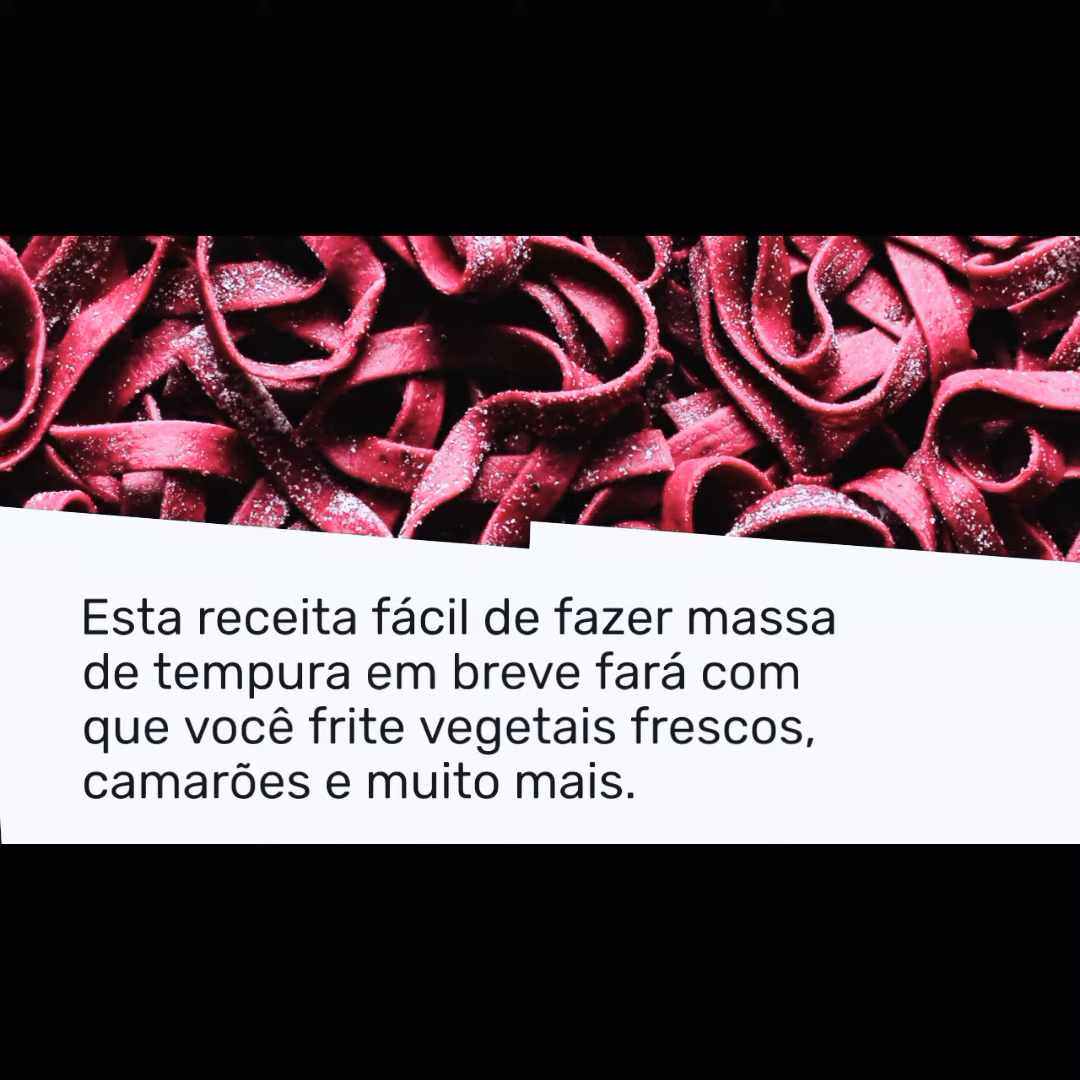 Esta receita fácil de fazer massa
de tempura em breve fará com
que você frite vegetais frescos,
camarões e muito mais.